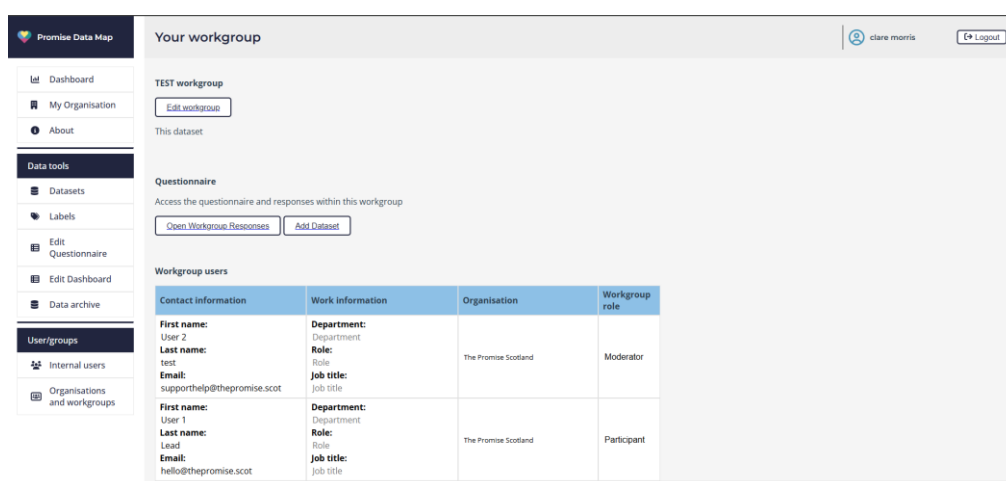 Promise Data Map
Your workgroup
clare morris
Logout
Dashboard
My Organisation
About
Data tools
Datasets
Labels
Edit
Questionnaire
Edit Dashboard
Data archive
User/groups
Internal users
Organisations
and workgroups
TEST workgroup
Edit workgroup
This dataset
Questionnaire
Access the questionnaire and responses within this workgroup
Open Workgroup Responses
Add Dataset
Workgroup users
Contact information
Work information
Organisation
Workgroup
role
First name:
User 2
Last name:
test
Email:
supporthelp@thepromise.scot
Department:
Department
Role:
Role
Job title:
Job title
The Promise Scotland
Moderator
First name:
User 1
Last name:
Lead
Email:
hello@thepromise.scot
Department:
Department
Role:
Role
Job title:
Job title
The Promise Scotland
Participant